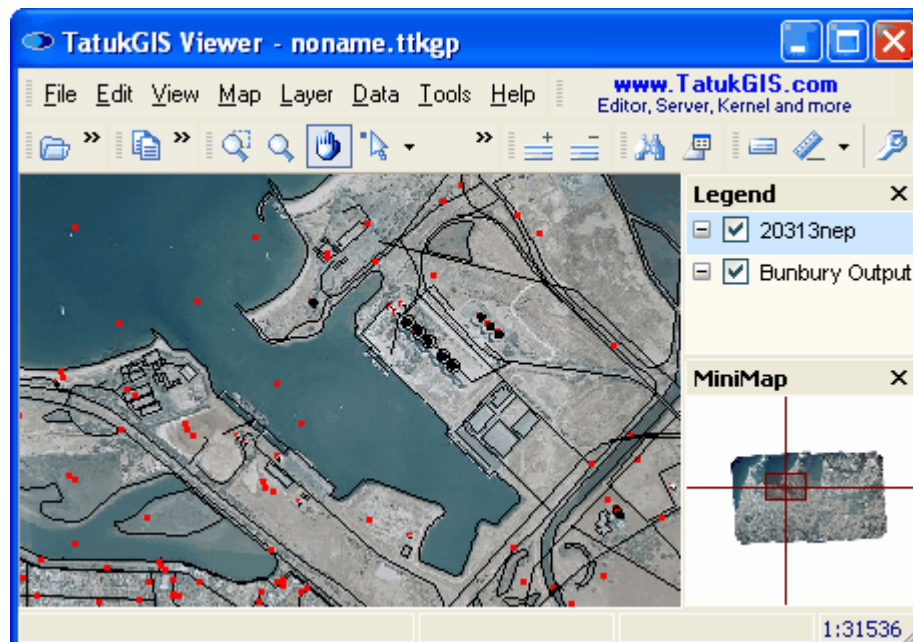 TatukGIS Viewer - noname.ttkgp
File Edit View Map Layer Data Tools Help
www.TatukGIS.com
Editor, Server, Kernel and more
Legend
20313nep
Bunbury Output
MiniMap
1:31536